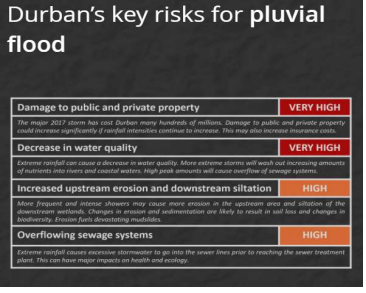 Durban's key risks for pluvial
flood
Damage to public and private property VERY HIGH
The major 2017 storm has cost Durban many hundreds of millions. Damage to public and private property
could increase significantly if rainfall intensities continue to increase. This may also increase insurance costs.
Decrease in water quality VERY HIGH
Extreme rainfall can cause a decrease in water quality. More extreme storms will wash out increasing amounts
of nutrients into rivers and coastal waters. High peak amounts will cause overflow of sewage systems.
Increased upstream erosion and downstream siltation HIGH
More frequent and intense showers may cause more erosion in the upstream area and siltation of the
downstream wetlands. Changes in erosion and sedimentation are likely to result in soil loss and changes in
biodiversity. Erosion fuels devastating mudslides.
Overflowing sewage systems HIGH
Extreme rainfall causes excessive stormwater to go into the sewer lines prior to reaching the sewer treatment
plant. This can have major impacts on health and ecology.